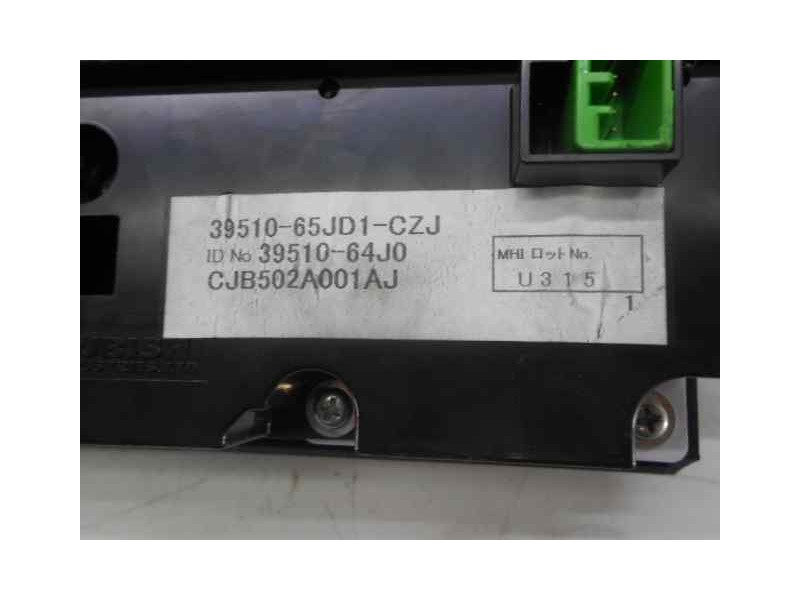 39510-65JD1-CZJ
ID No 39510-64J0
CJB502A001AJ
MHI ロット No.
U315
1